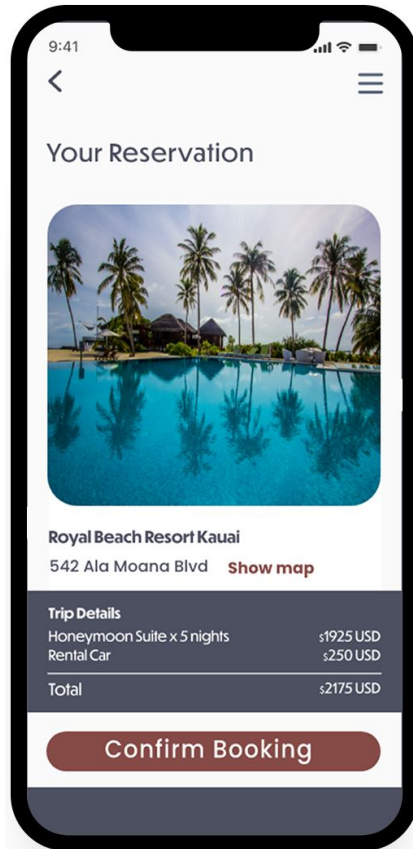 9:41
Your Reservation
Royal Beach Resort Kauai
542 Ala Moana Blvd Show map
Trip Details
Honeymoon Suite x 5 nights $1925 USD
Rental Car $250 USD
Total $2175 USD
Confirm Booking